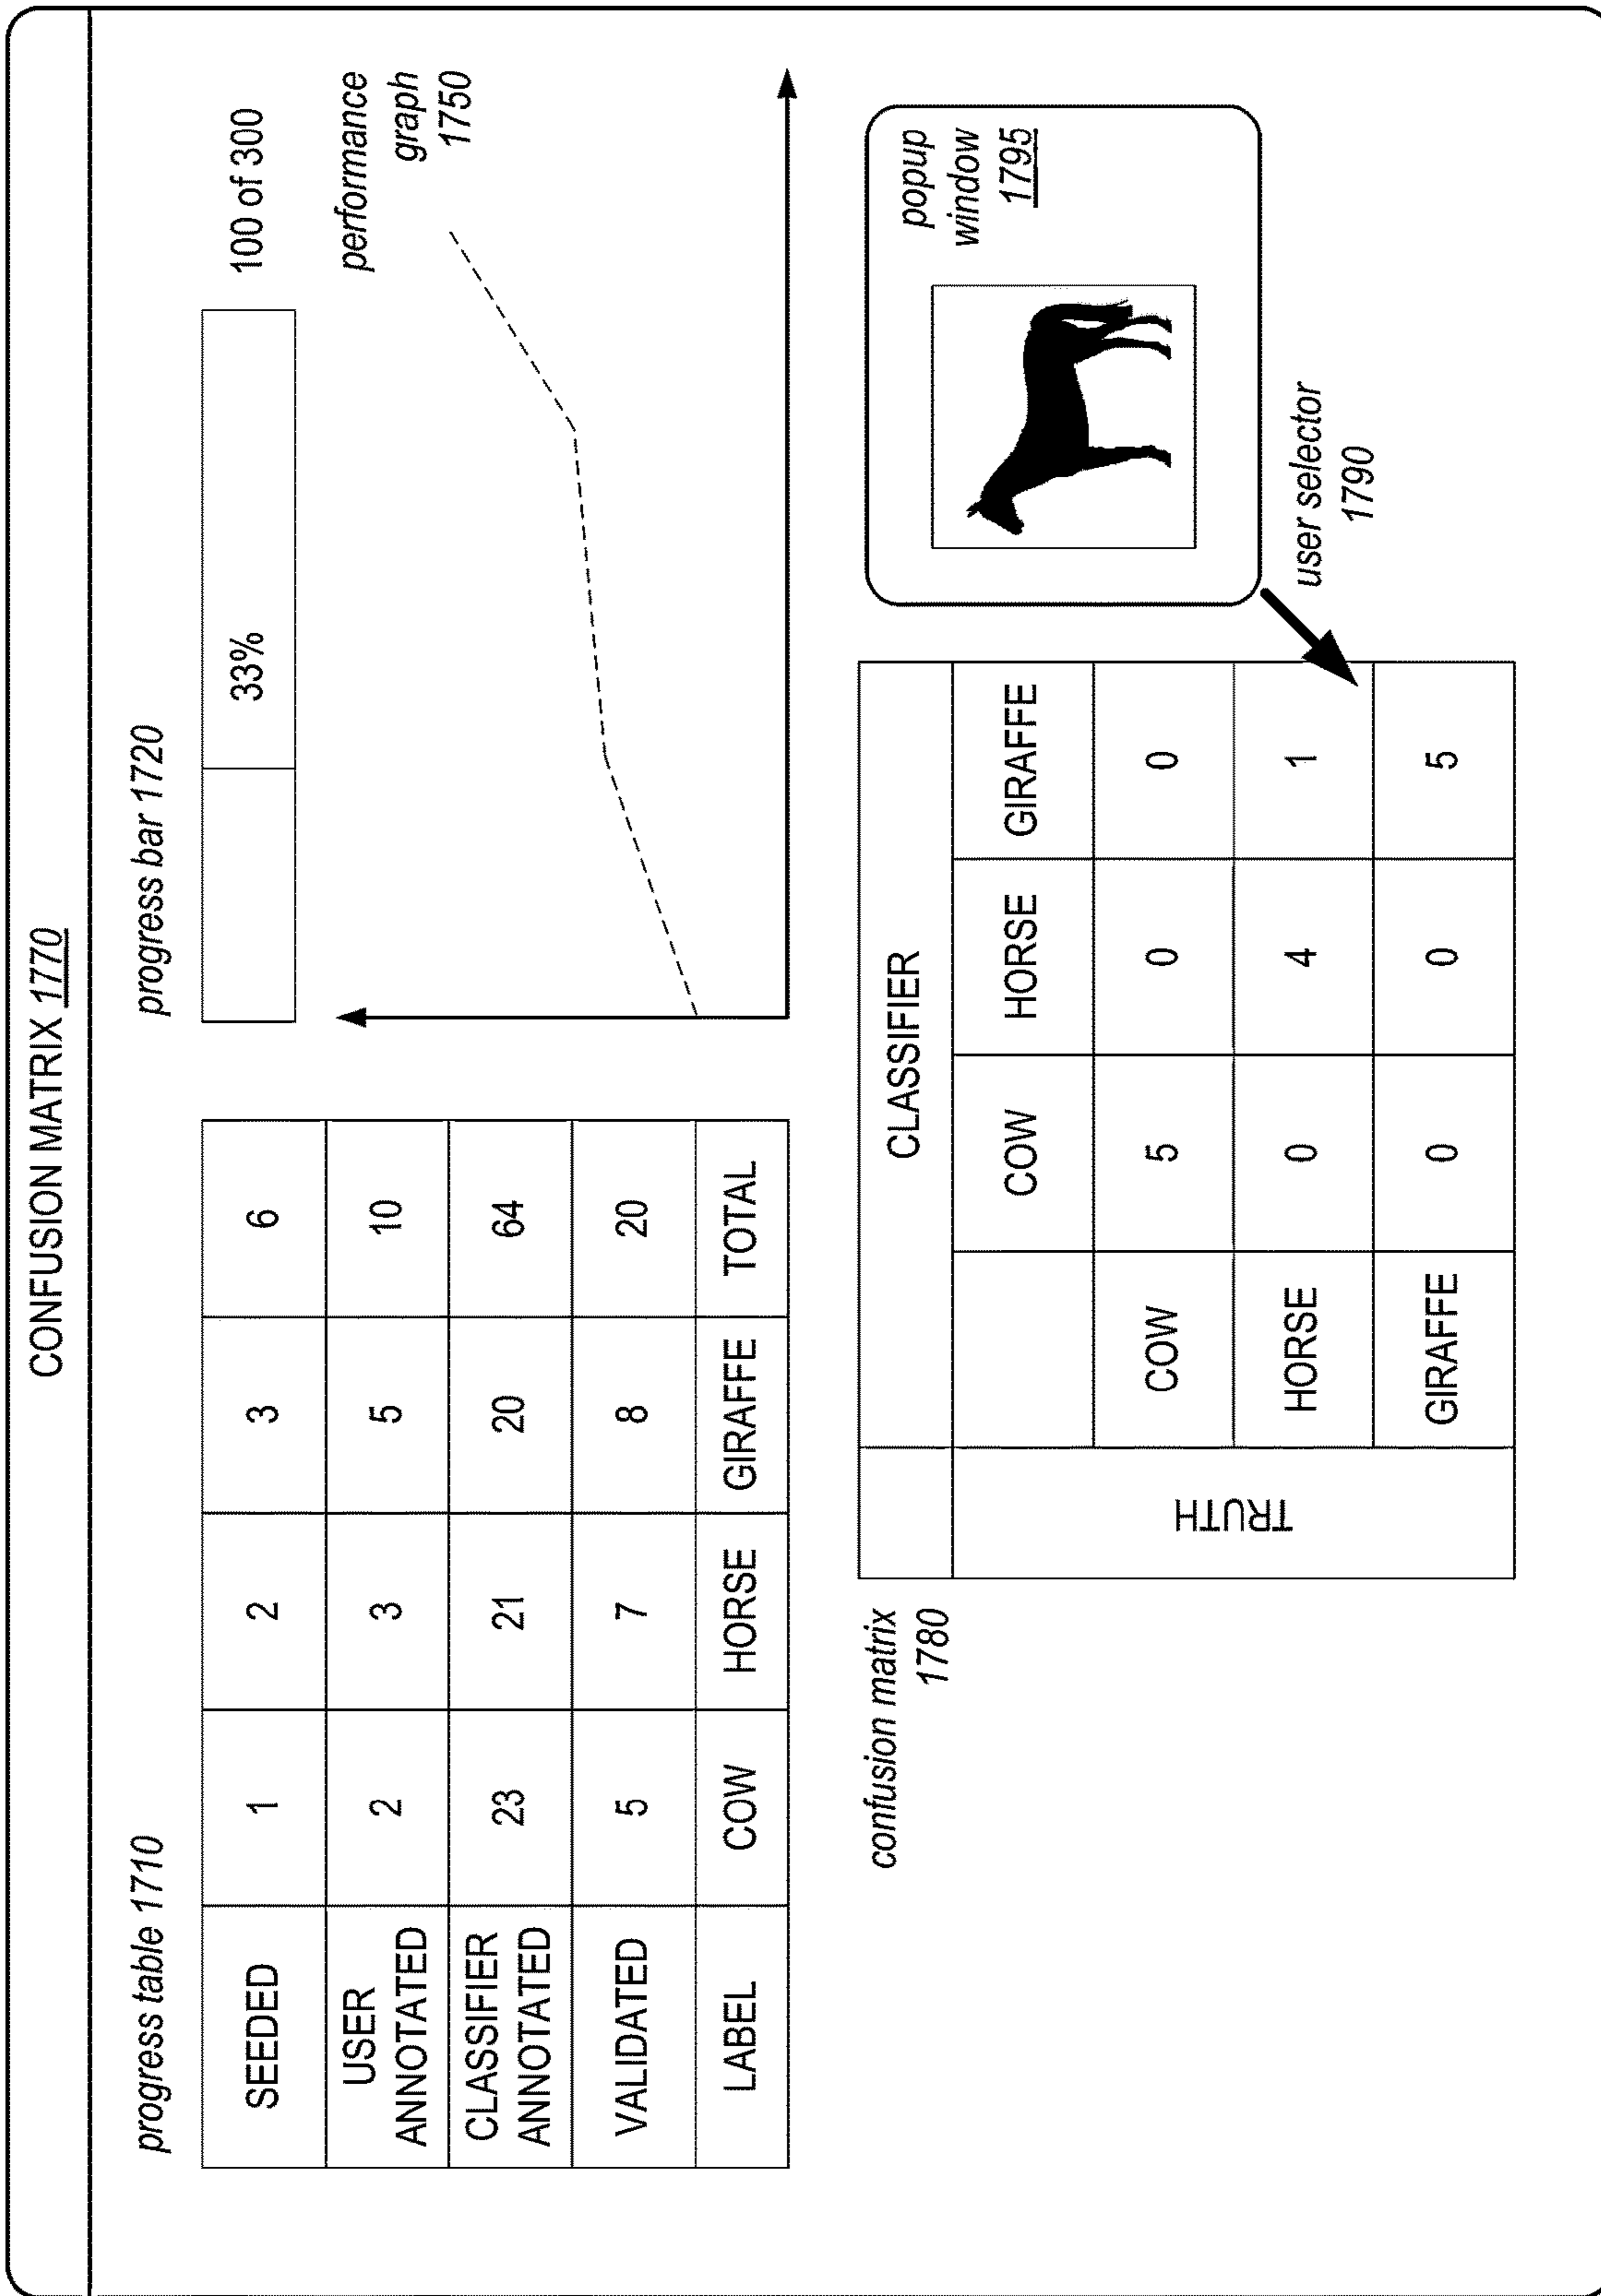 CONFUSION MATRIX 1770
progress table 1710
SEEDED 1 2 3 6
USER
ANNOTATED 2 3 5 10
CLASSIFIER
ANNOTATED 23 21 20 64
VALIDATED 5 7 8 20
LABEL COW HORSE GIRAFFE TOTAL
progress bar 1720
33%
100 of 300
performance
graph
1750
confusion matrix
1780
CLASSIFIER
COW HORSE GIRAFFE
TRUTH
COW 5 0 0
HORSE 0 4 1
GIRAFFE 0 0 5
popup
window
1795
user selector
1790